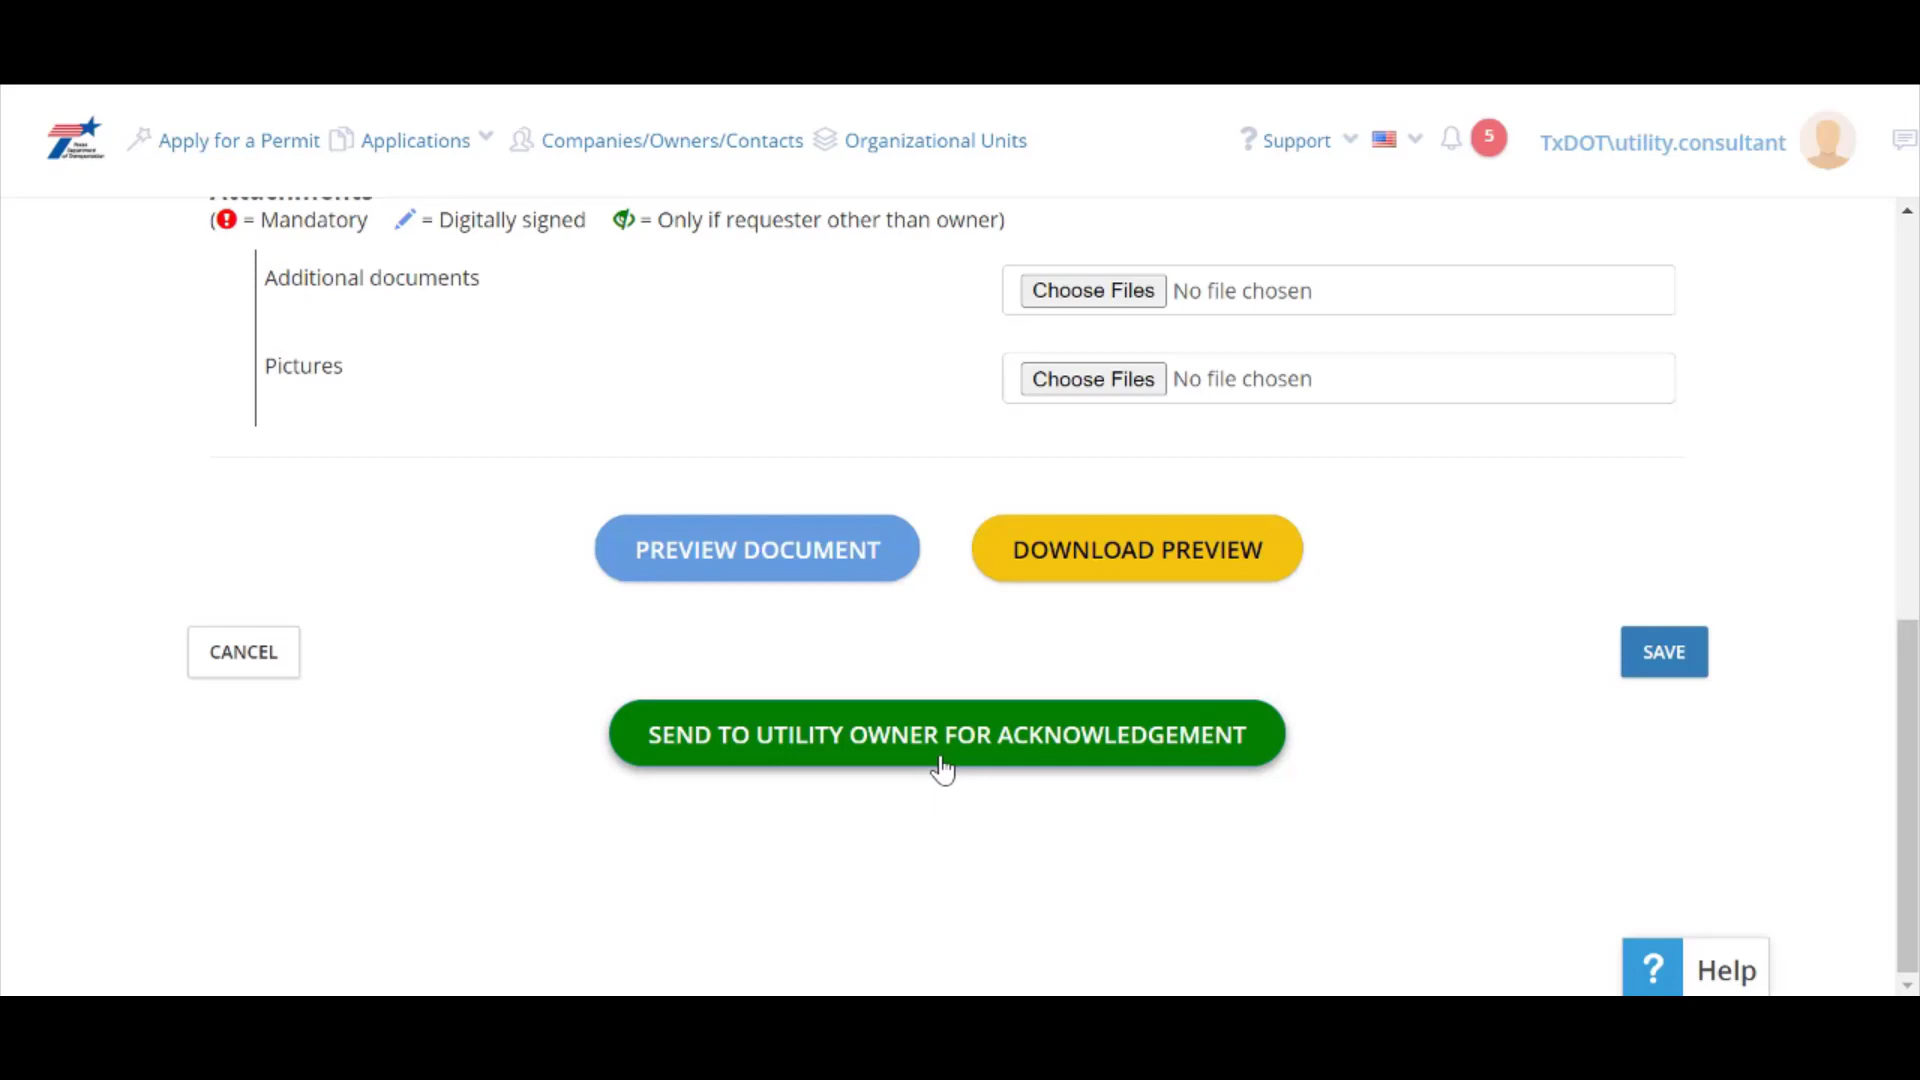 Apply for a Permit Applications Companies/Owners/Contacts Organizational Units ? Support 5 TxDOT\utility.consultant
Attachments
( ! = Mandatory = Digitally signed = Only if requester other than owner)
Additional documents Choose Files No file chosen
Pictures Choose Files No file chosen
PREVIEW DOCUMENT DOWNLOAD PREVIEW
CANCEL SAVE
SEND TO UTILITY OWNER FOR ACKNOWLEDGEMENT
? Help